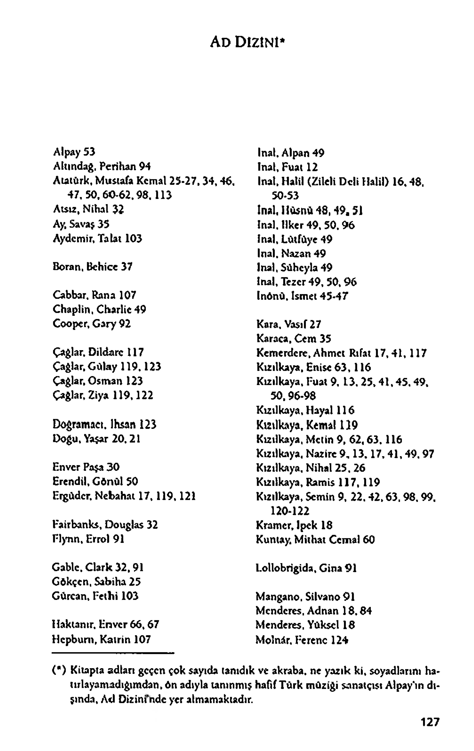 AD DİZİNİ*
Alpay 53
Altındağ, Perihan 94
Atatürk, Mustafa Kemal 25-27, 34, 46,
47, 50, 60-62, 98, 113
Atsız, Nihal 32
Ay, Savaş 35
Aydemir, Talat 103
Boran, Behice 37
Cabbar, Rana 107
Chaplin, Charlie 49
Cooper, Gary 92
Çağlar, Dildare 117
Çağlar, Gülay 119, 123
Çağlar, Osman 123
Çağlar, Ziya 119, 122
Doğramacı, İhsan 123
Doğu, Yaşar 20, 21
Enver Paşa 30
Erendil, Gönül 50
Ergüder, Nebahat 17, 119, 121
Fairbanks, Douglas 32
Flynn, Errol 91
Gable, Clark 32, 91
Gökçen, Sabiha 25
Gürcan, Fethi 103
Haktanır, Enver 66, 67
Hepburn, Katrin 107
İnal, Alpan 49
İnal, Fuat 12
İnal, Halil (Zileli Deli Halil) 16, 48,
50-53
İnal, Hüsnü 48, 49, 51
İnal, İlker 49, 50, 96
İnal, Lütfüye 49
İnal, Nazan 49
İnal, Süheyla 49
İnal, Tezer 49, 50, 96
İnönü, İsmet 45-47
Kara, Vasıf 27
Karaca, Cem 35
Kemerdere, Ahmet Rıfat 17, 41, 117
Kızılkaya, Enise 63, 116
Kızılkaya, Fuat 9, 13, 25, 41, 45, 49,
50, 96-98
Kızılkaya, Hayal 116
Kızılkaya, Kemal 119
Kızılkaya, Metin 9, 62, 63, 116
Kızılkaya, Nazire 9, 13, 17, 41, 49, 97
Kızılkaya, Nihal 25, 26
Kızılkaya, Ramis 117, 119
Kızılkaya, Semin 9, 22, 42, 63, 98, 99,
120-122
Kramer, İpek 18
Kuntay, Mithat Cemal 60
Lollobrigida, Gina 91
Mangano, Silvano 91
Menderes, Adnan 18, 84
Menderes, Yüksel 18
Molnár, Ferenc 124
(*) Kitapta adları geçen çok sayıda tanıdık ve akraba, ne yazık ki, soyadlarını ha-
tırlayamadığımdan, ön adıyla tanınmış hafif Türk müziği sanatçısı Alpay'ın dı-
şında, Ad Dizini'nde yer almamaktadır.
127